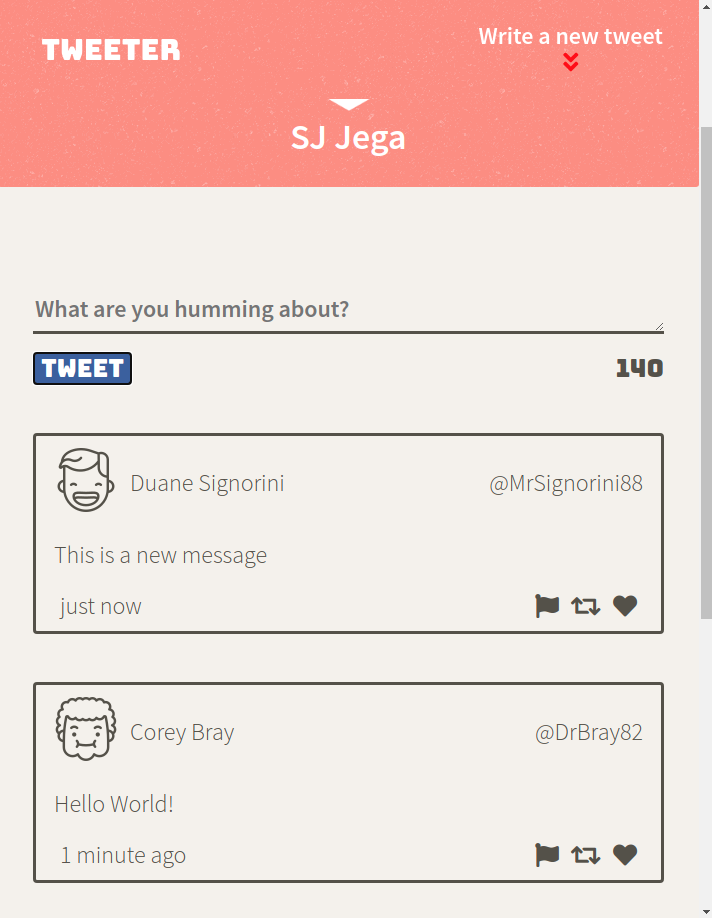 TWEETER
Write a new tweet
SJ Jega
What are you humming about?
TWEET 140
Duane Signorini @MrSignorini88
This is a new message
just now
Corey Bray @DrBray82
Hello World!
1 minute ago